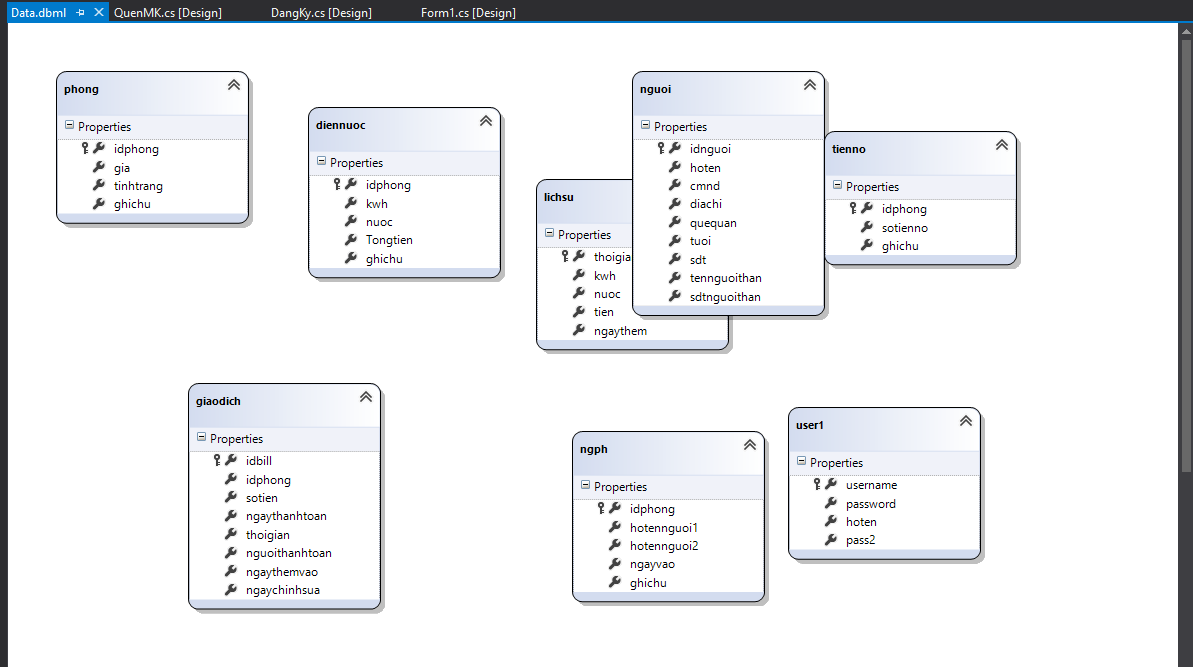 Data.dbml
QuenMK.cs [Design]
DangKy.cs [Design]
Form1.cs [Design]
phong
Properties
idphong
gia
tinhtrang
ghichu
diennuoc
Properties
idphong
kwh
nuoc
Tongtien
ghichu
lichsu
Properties
thoigia
kwh
nuoc
tien
ngaythem
nguoi
Properties
idnguoi
hoten
cmnd
diachi
quequan
tuoi
sdt
tennguoithan
sdtnguoithan
tienno
Properties
idphong
sotienno
ghichu
giaodich
Properties
idbill
idphong
sotien
ngaythanhtoan
thoigian
nguoithanhtoan
ngaythemvao
ngaychinhsua
ngph
Properties
idphong
hotennguoi1
hotennguoi2
ngayvao
ghichu
user1
Properties
username
password
hoten
pass2